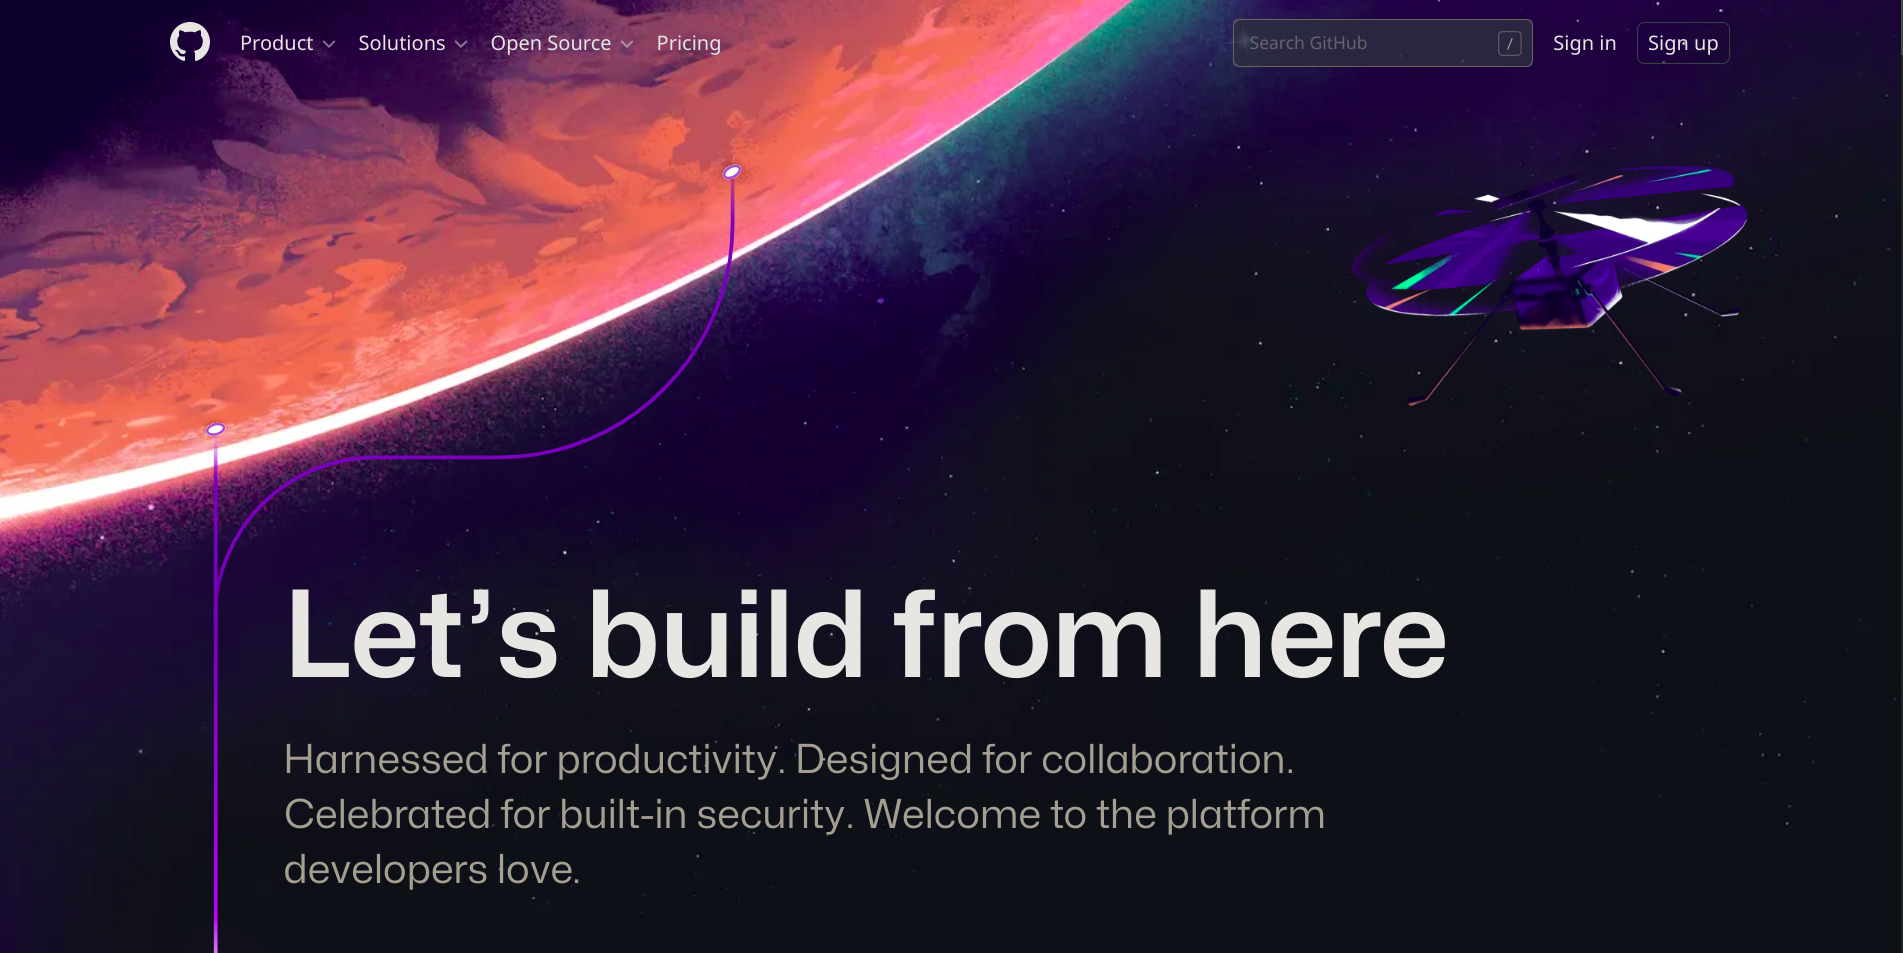 Product Solutions Open Source Pricing Search GitHub / Sign in Sign up
Let’s build from here
Harnessed for productivity. Designed for collaboration.
Celebrated for built-in security. Welcome to the platform
developers love.